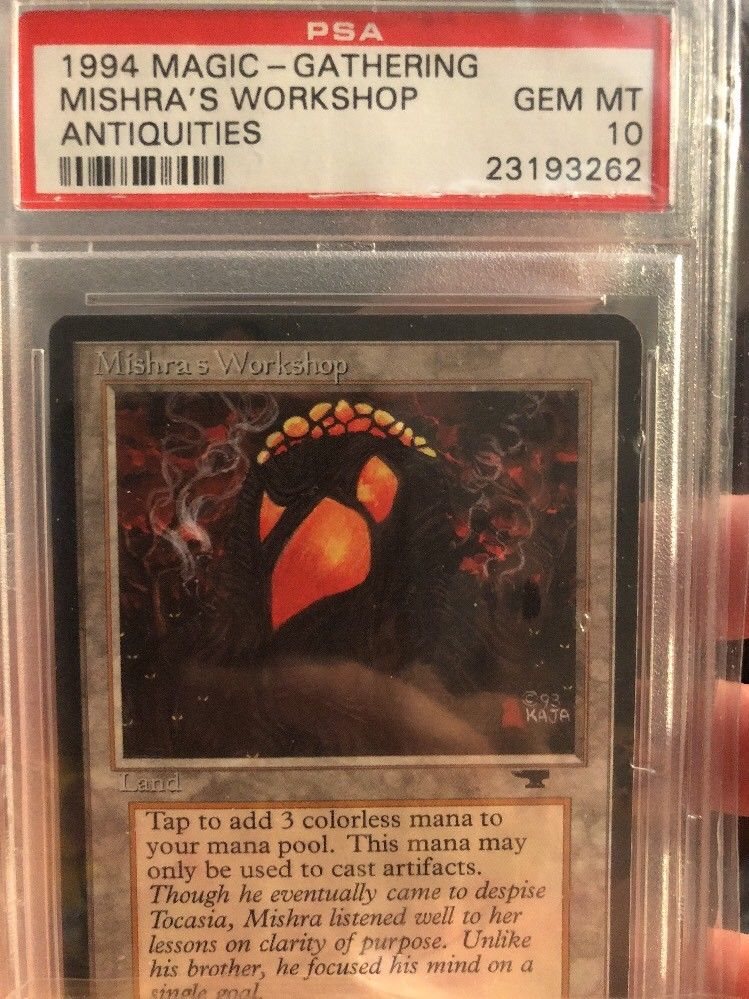 PSA
1994 MAGIC - GATHERING
MISHRA'S WORKSHOP GEM MT
ANTIQUITIES 10
23193262
Mishra's Workshop
© 93
KAJA
Land
Tap to add 3 colorless mana to
your mana pool. This mana may
only be used to cast artifacts.
Though he eventually came to despise
Tocasia, Mishra listened well to her
lessons on clarity of purpose. Unlike
his brother, he focused his mind on a
single goal.